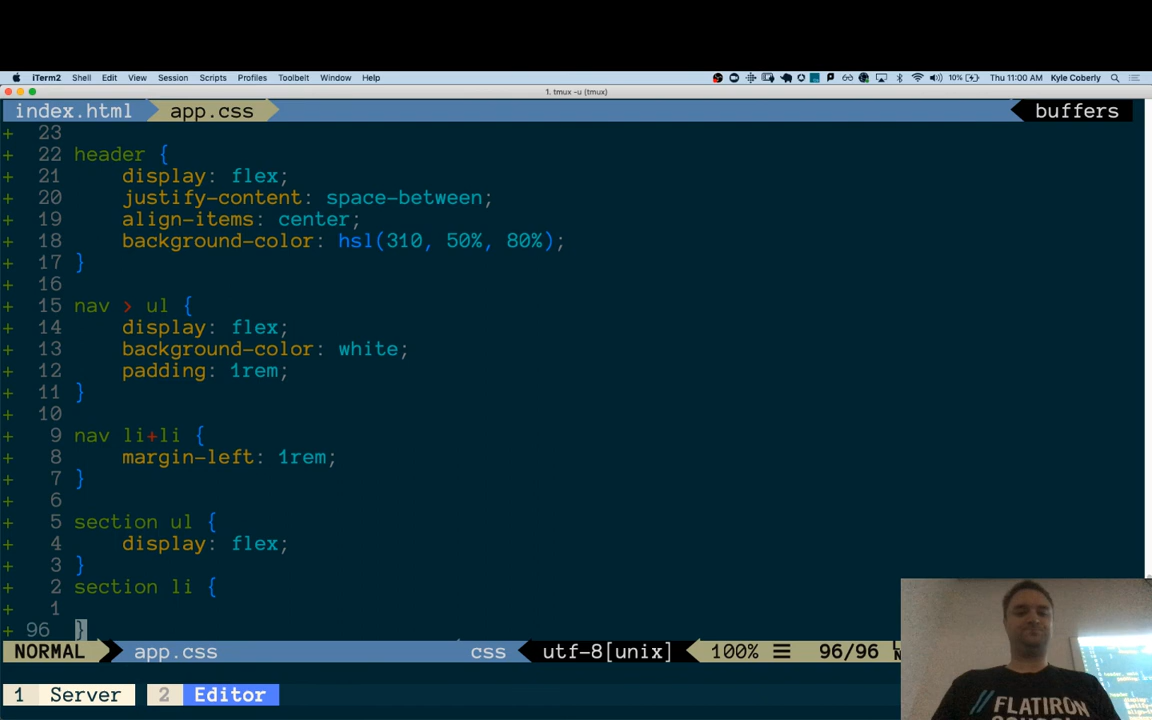 iTerm2 Shell Edit View Session Scripts Profiles Toolbelt Window Help 10% Thu 11:00 AM Kyle Coberly
1. tmux -u (tmux)
index.html app.css buffers
+ 23
+ 22 header {
+ 21 display: flex;
+ 20 justify-content: space-between;
+ 19 align-items: center;
+ 18 background-color: hsl(310, 50%, 80%);
+ 17 }
+ 16
+ 15 nav > ul {
+ 14 display: flex;
+ 13 background-color: white;
+ 12 padding: 1rem;
+ 11 }
+ 10
+ 9 nav li+li {
+ 8 margin-left: 1rem;
+ 7 }
+ 6
+ 5 section ul {
+ 4 display: flex;
+ 3 }
+ 2 section li {
+ 1
+ 96 }
NORMAL app.css css utf-8[unix] 100% ☰ 96/96
1 Server 2 Editor
// FLATIRON